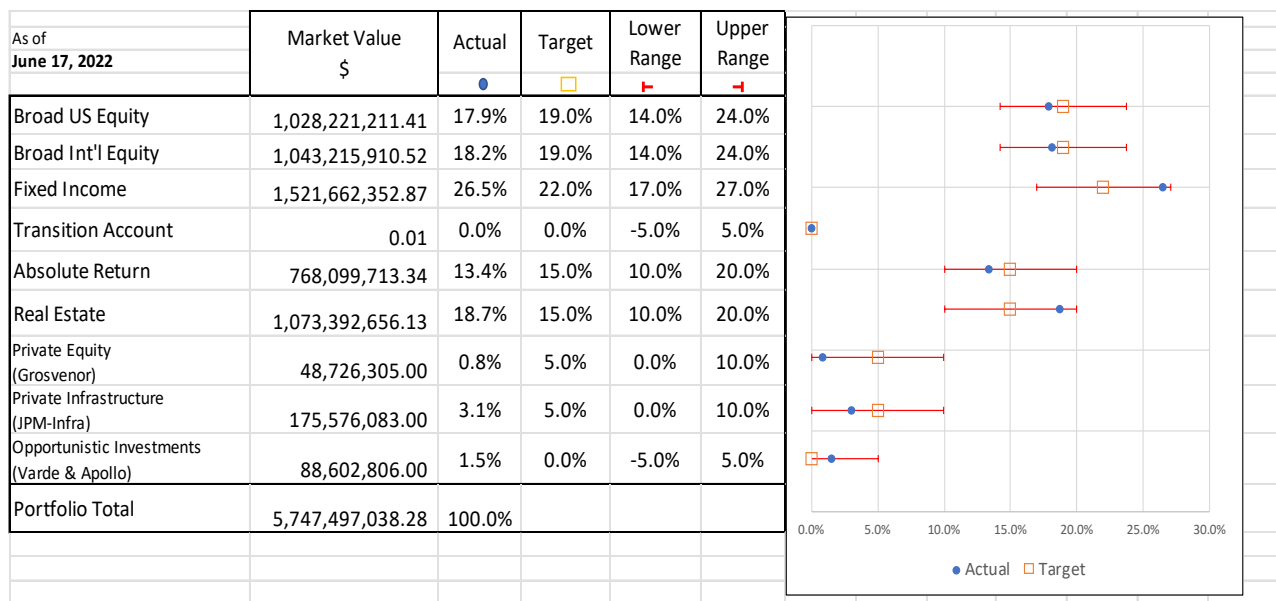 As of
June 17, 2022
Market Value
$
Actual
Target
Lower
Range
Upper
Range
Broad US Equity 1,028,221,211.41 17.9% 19.0% 14.0% 24.0%
Broad Int'l Equity 1,043,215,910.52 18.2% 19.0% 14.0% 24.0%
Fixed Income 1,521,662,352.87 26.5% 22.0% 17.0% 27.0%
Transition Account 0.01 0.0% 0.0% -5.0% 5.0%
Absolute Return 768,099,713.34 13.4% 15.0% 10.0% 20.0%
Real Estate 1,073,392,656.13 18.7% 15.0% 10.0% 20.0%
Private Equity
(Grosvenor) 48,726,305.00 0.8% 5.0% 0.0% 10.0%
Private Infrastructure
(JPM-Infra) 175,576,083.00 3.1% 5.0% 0.0% 10.0%
Opportunistic Investments
(Varde & Apollo) 88,602,806.00 1.5% 0.0% -5.0% 5.0%
Portfolio Total 5,747,497,038.28 100.0%
0.0% 5.0% 10.0% 15.0% 20.0% 25.0% 30.0%
Actual Target